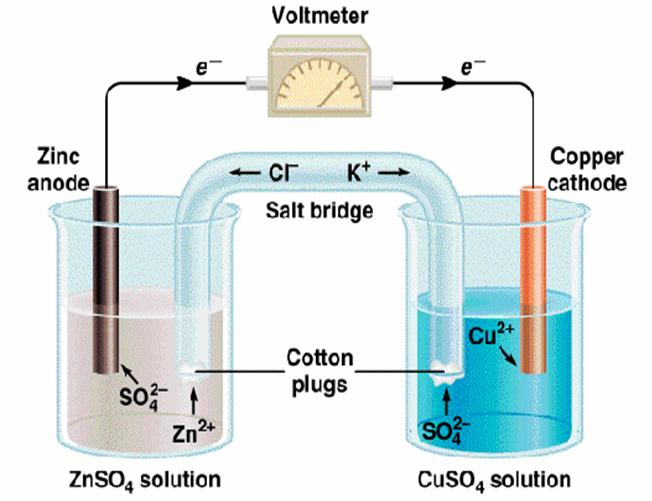 Voltmeter
e⁻
e⁻
Zinc
anode
Cl⁻
K⁺
Copper
cathode
Salt bridge
Cu²⁺
Cotton
plugs
SO₄²⁻
Zn²⁺
SO₄²⁻
ZnSO₄ solution
CuSO₄ solution